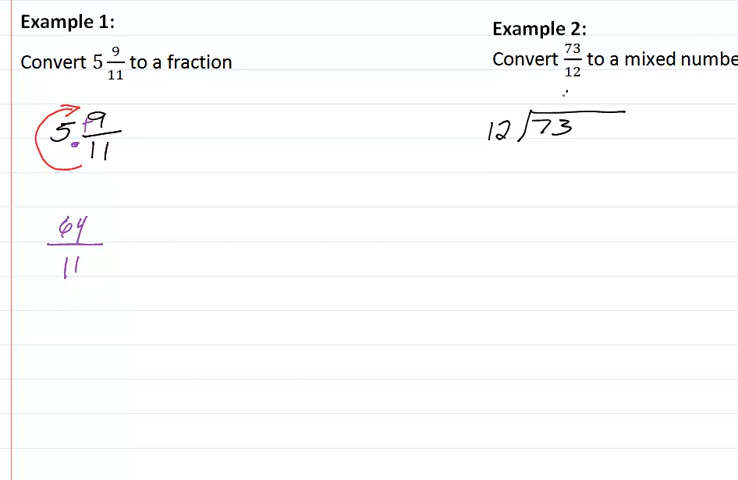 Example 1:
Convert 5 9/11 to a fraction
5 + 9/11
64/11
Example 2:
Convert 73/12 to a mixed numbe
12 73